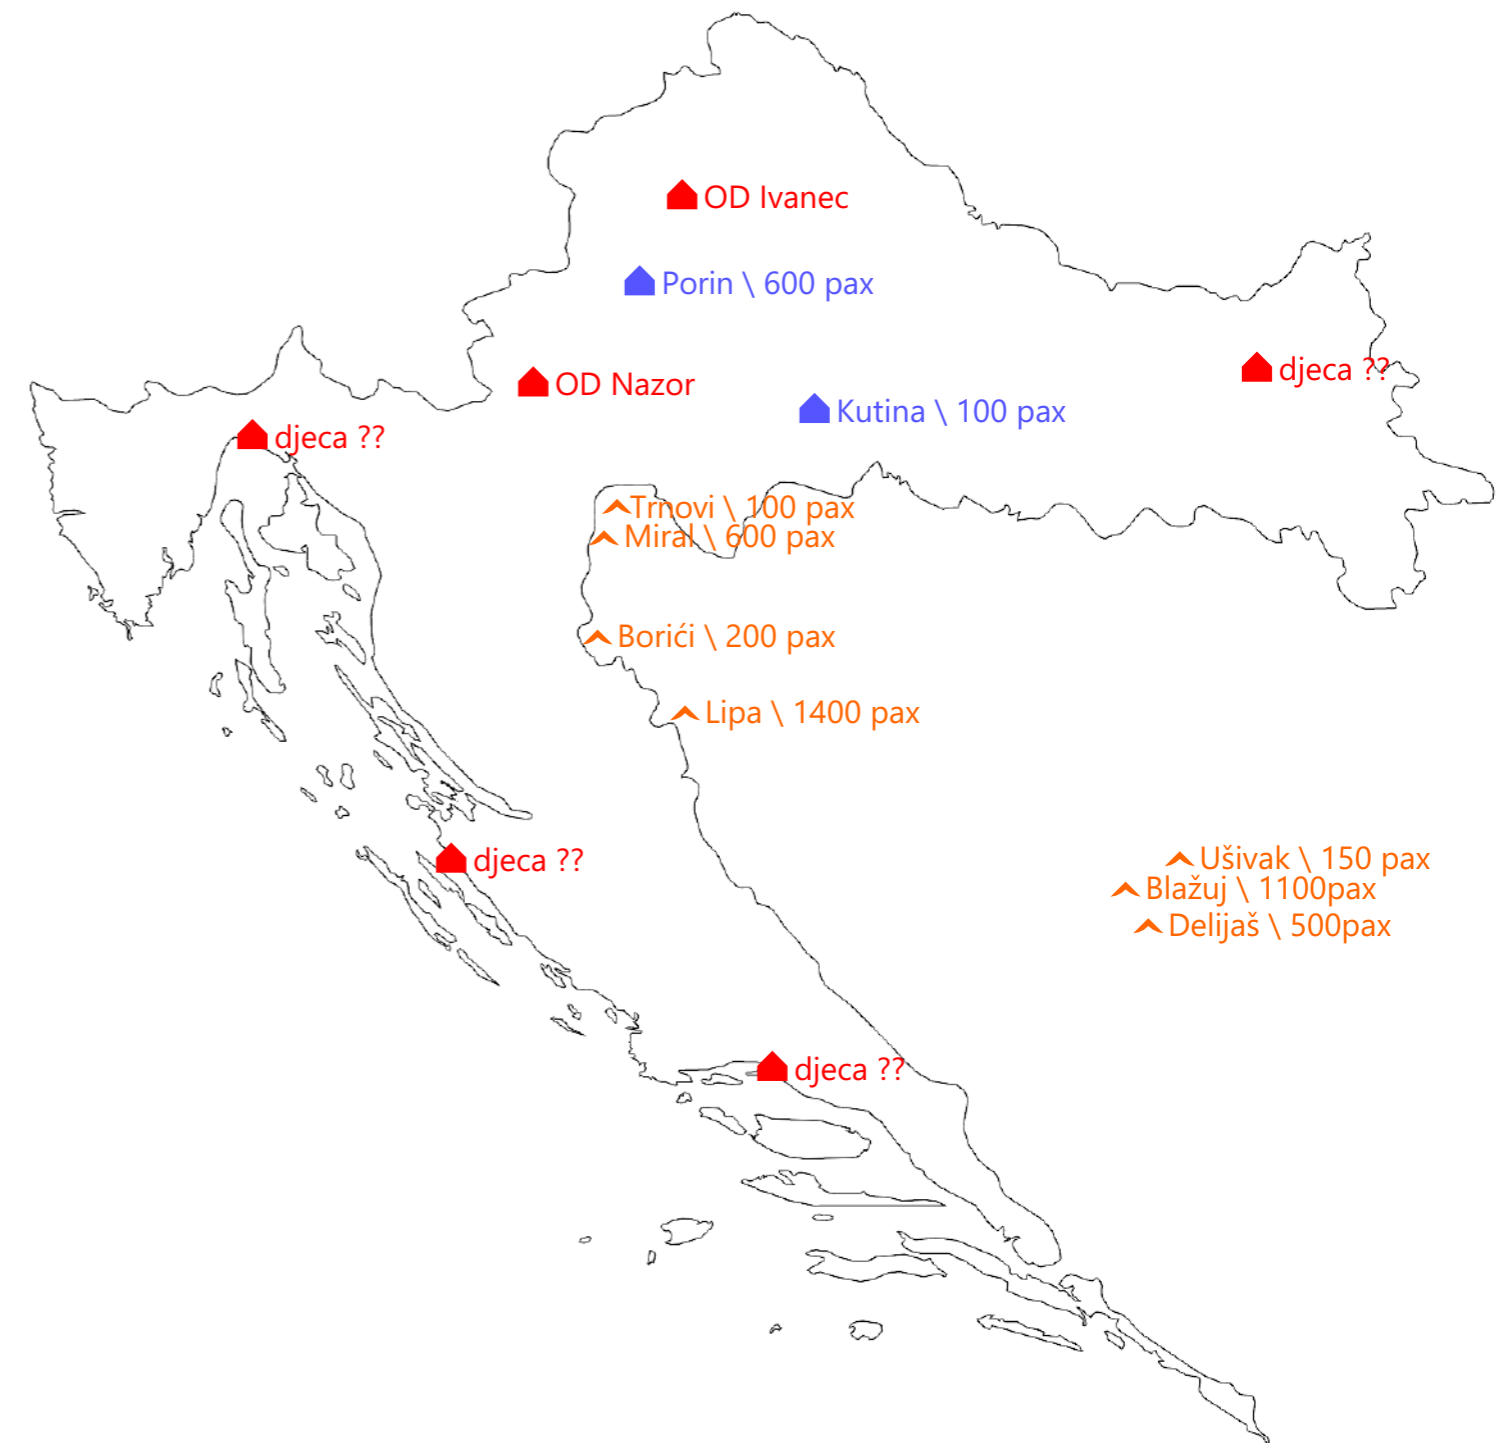 OD Ivanec
Porin \ 600 pax
djeca ??
OD Nazor
Kutina \ 100 pax
djeca ??
Trnovi \ 100 pax
Miral \ 600 pax
Borići \ 200 pax
Lipa \ 1400 pax
djeca ??
Ušivak \ 150 pax
Blažuj \ 1100pax
Delijaš \ 500pax
djeca ??